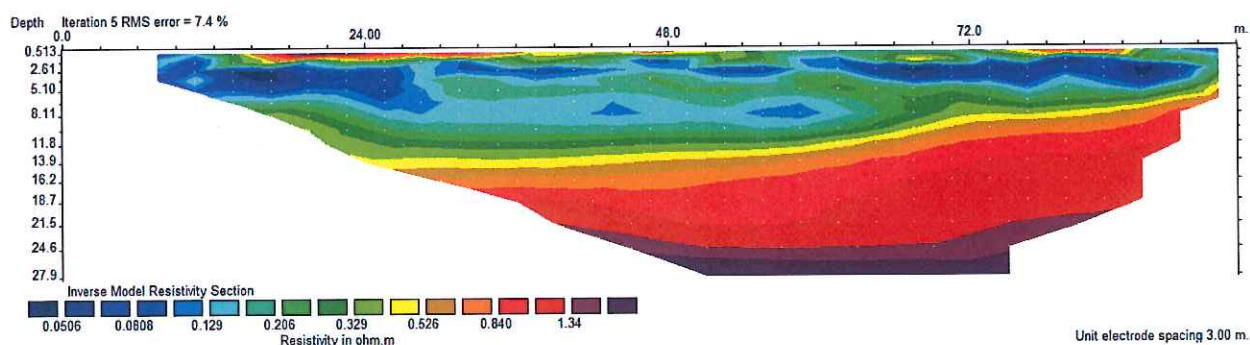 Depth Iteration 5 RMS error = 7.4 %
0.0 24.00 48.0 72.0 m.
0.513
2.61
5.10
8.11
11.8
13.9
16.2
18.7
21.5
24.6
27.9
Inverse Model Resistivity Section
0.0506 0.0808 0.129 0.206 0.329 0.526 0.840 1.34
Resistivity in ohm.m
Unit electrode spacing 3.00 m.